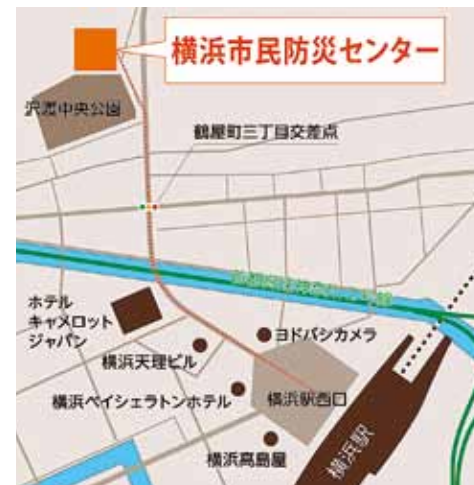 横浜市民防災センター
沢渡中央公園
鶴屋町三丁目交差点
ホテル
キャメロット
ジャパン
ヨドバシカメラ
横浜天理ビル
横浜駅西口
横浜ベイシェラトンホテル
横浜高島屋
横浜駅